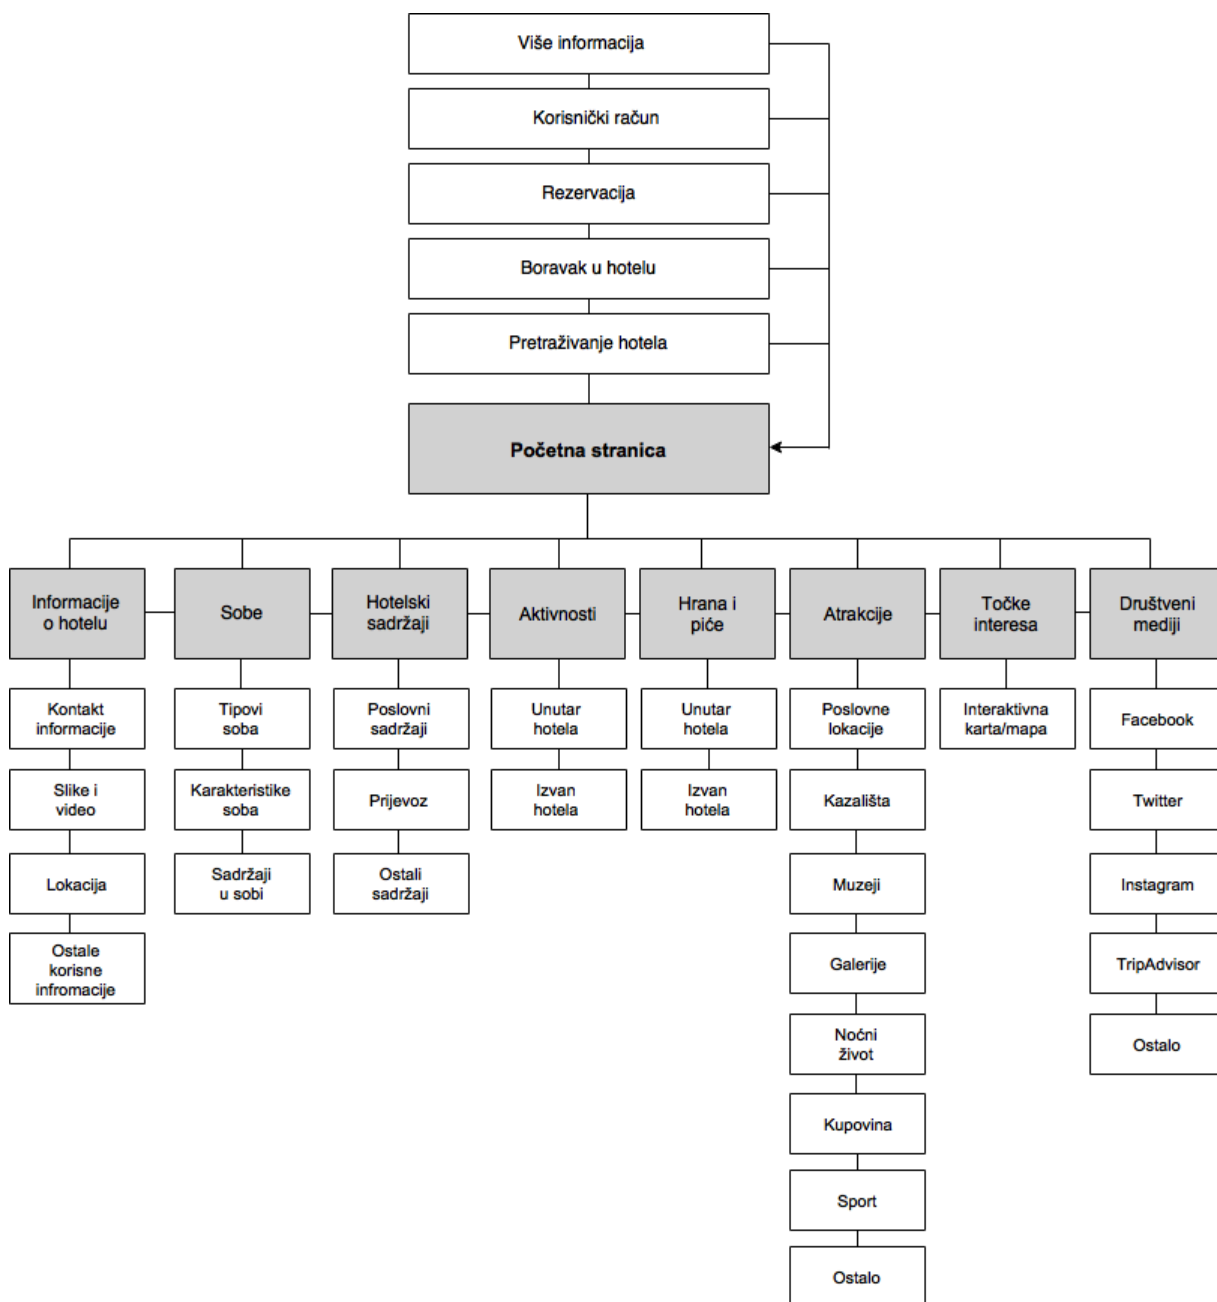 Više informacija
Korisnički račun
Rezervacija
Boravak u hotelu
Pretraživanje hotela
Početna stranica
Informacije
o hotelu
Sobe
Hotelski
sadržaji
Aktivnosti
Hrana i
piće
Atrakcije
Točke
interesa
Društveni
mediji
Kontakt
informacije
Slike i
video
Lokacija
Ostale
korisne
infromacije
Tipovi
soba
Karakteristike
soba
Sadržaji
u sobi
Poslovni
sadržaji
Prijevoz
Ostali
sadržaji
Unutar
hotela
Izvan
hotela
Unutar
hotela
Izvan
hotela
Poslovne
lokacije
Kazališta
Muzeji
Galerije
Noćni
život
Kupovina
Sport
Ostalo
Interaktivna
karta/mapa
Facebook
Twitter
Instagram
TripAdvisor
Ostalo